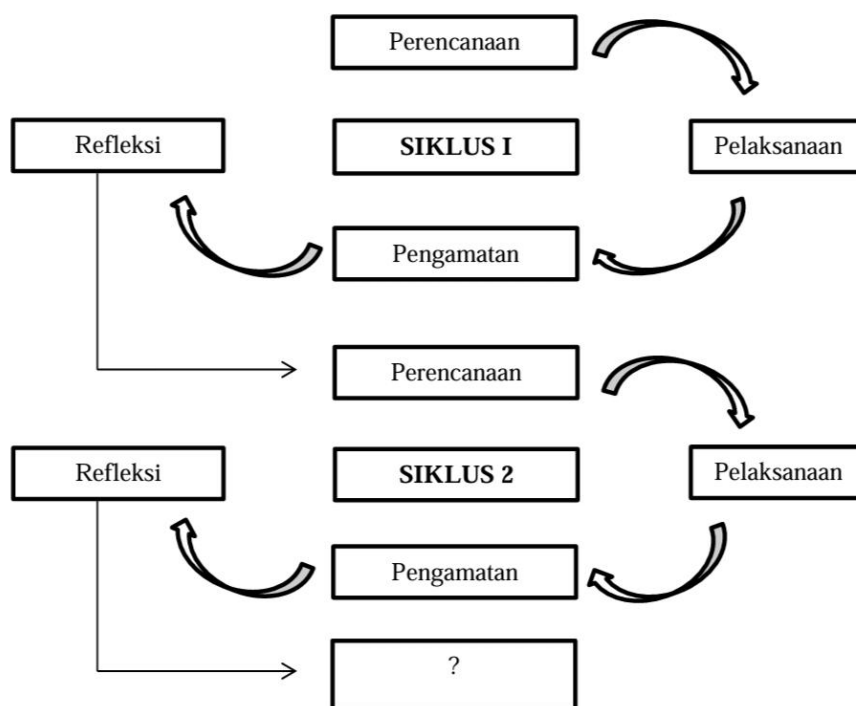 Perencanaan
Refleksi
SIKLUS I
Pelaksanaan
Pengamatan
Perencanaan
Refleksi
SIKLUS 2
Pelaksanaan
Pengamatan
?